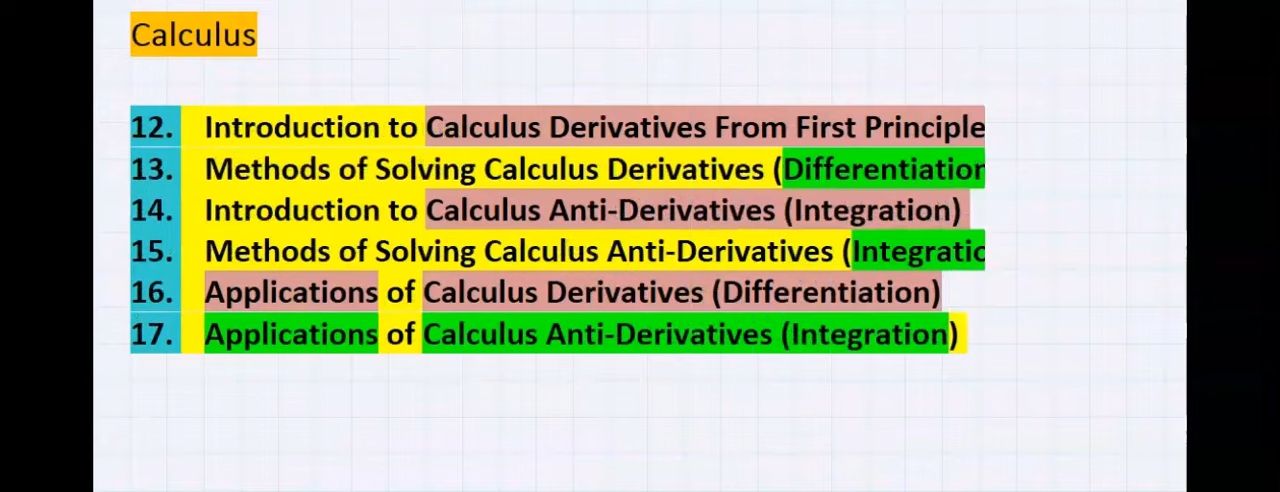 Calculus
12. Introduction to Calculus Derivatives From First Principle
13. Methods of Solving Calculus Derivatives (Differentiation
14. Introduction to Calculus Anti-Derivatives (Integration)
15. Methods of Solving Calculus Anti-Derivatives (Integratic
16. Applications of Calculus Derivatives (Differentiation)
17. Applications of Calculus Anti-Derivatives (Integration)